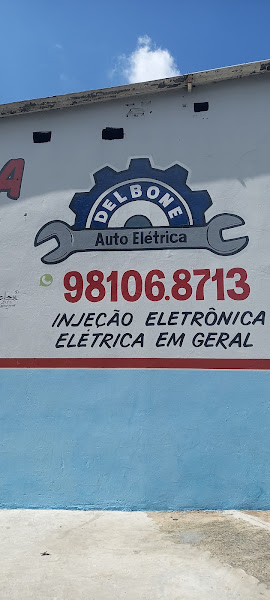 A
DELBONE
Auto Elétrica
98106.8713
INJEÇÃO ELETRÔNICA
ELÉTRICA EM GERAL